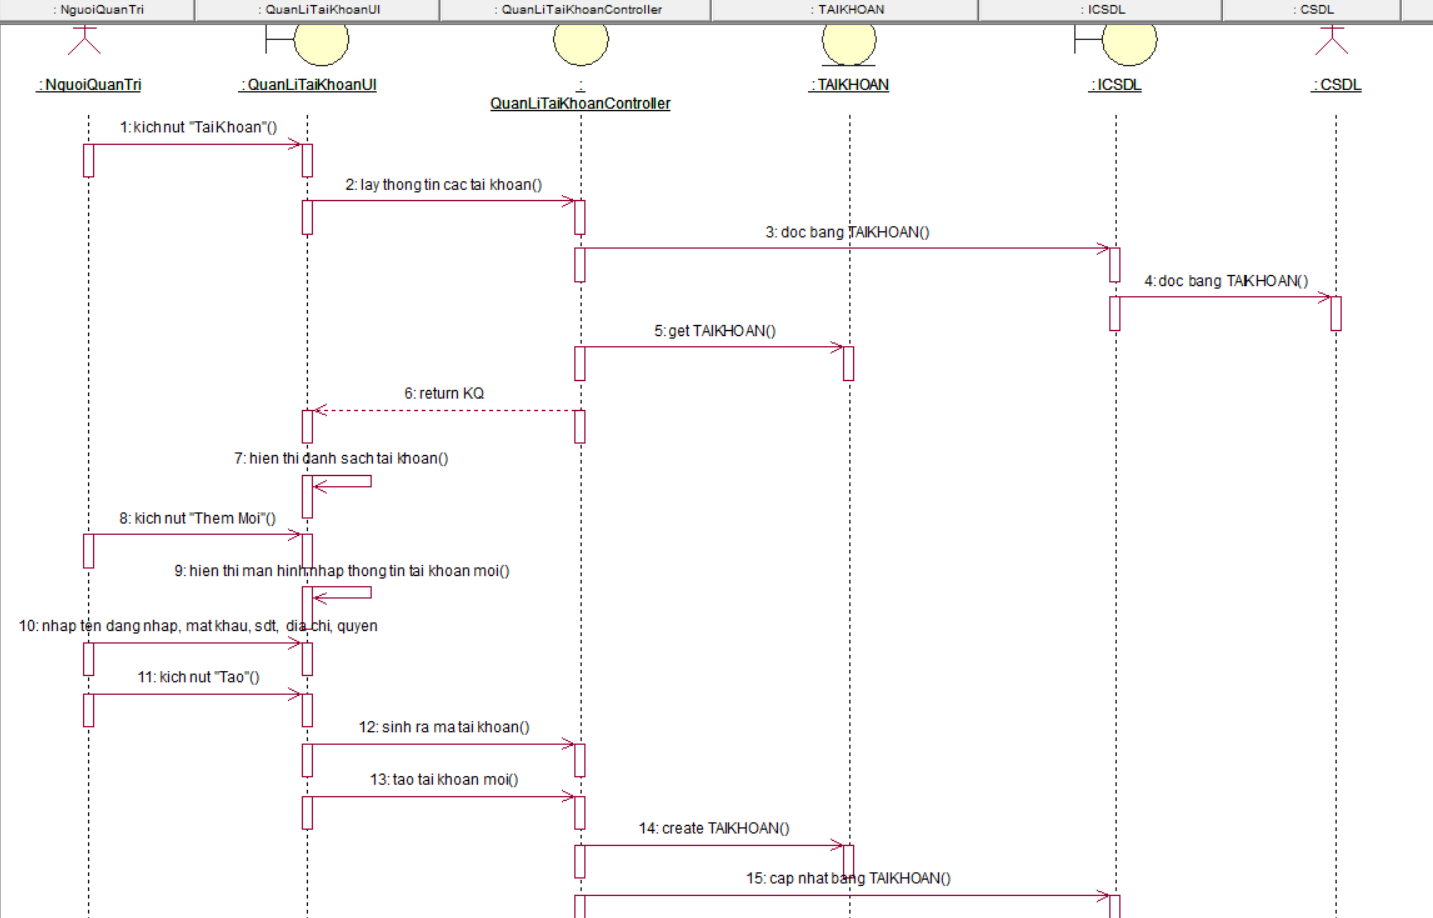 : NguoiQuanTri
: QuanLiTaiKhoanUI
: QuanLiTaiKhoanController
: TAIKHOAN
: ICSDL
: CSDL
: NguoiQuanTri
: QuanLiTaiKhoanUI
:
QuanLiTaiKhoanController
: TAIKHOAN
: ICSDL
: CSDL
1: kich nut "Tai Khoan"()
2: lay thong tin cac tai khoan()
3: doc bang TAIKHOAN()
4: doc bang TAIKHOAN()
5: get TAIKHOAN()
6: return KQ
7: hien thi danh sach tai khoan()
8: kich nut "Them Moi"()
9: hien thi man hinh nhap thong tin tai khoan moi()
10: nhap ten dang nhap, mat khau, sdt, dia chi, quyen
11: kich nut "Tao"()
12: sinh ra ma tai khoan()
13: tao tai khoan moi()
14: create TAIKHOAN()
15: cap nhat bang TAIKHOAN()